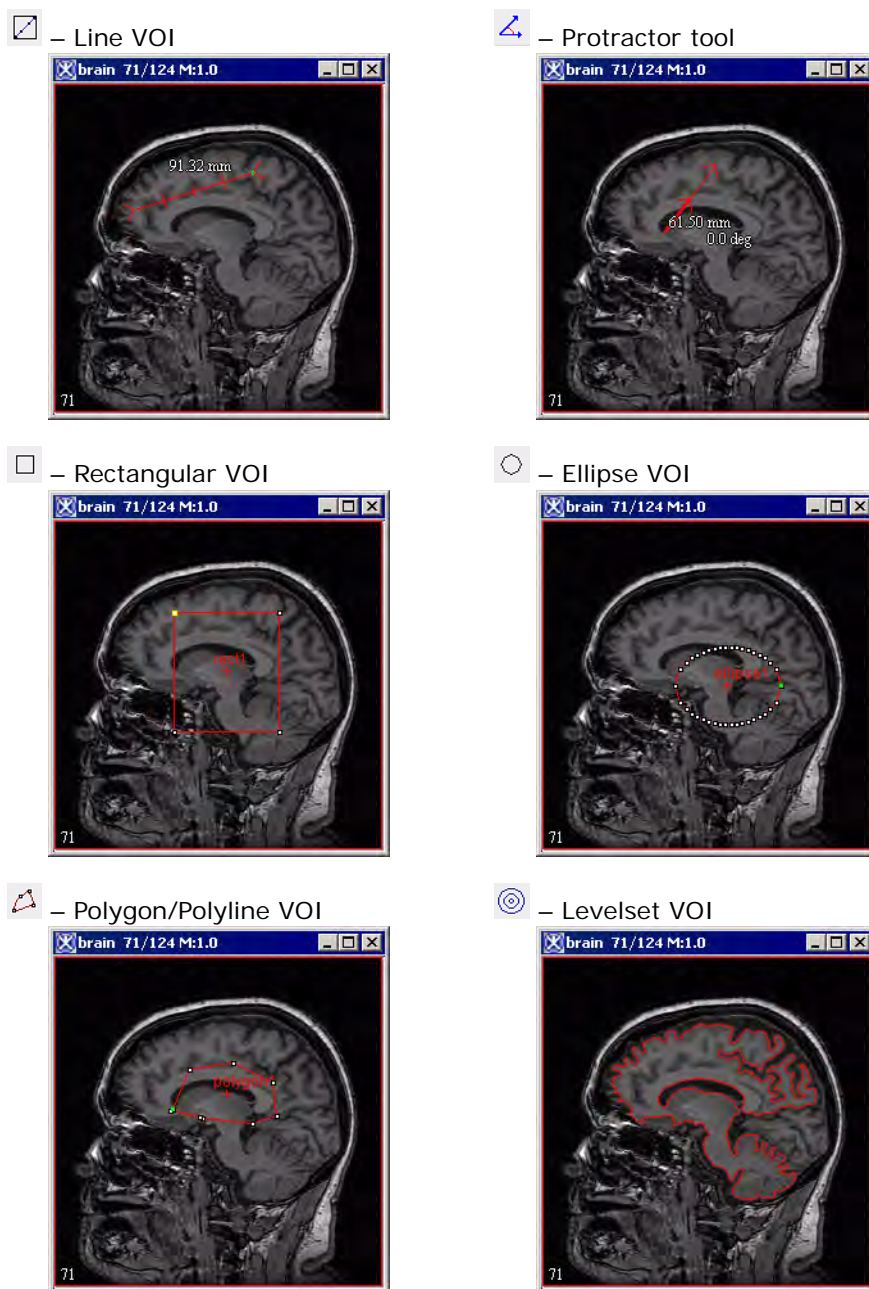 – Line VOI
brain 71/124 M:1.0
91.32 mm
71
– Protractor tool
brain 71/124 M:1.0
61.50 mm
0.0 deg
71
– Rectangular VOI
brain 71/124 M:1.0
rect1
71
– Ellipse VOI
brain 71/124 M:1.0
ellipse1
71
– Polygon/Polyline VOI
brain 71/124 M:1.0
polygon1
71
– Levelset VOI
brain 71/124 M:1.0
71